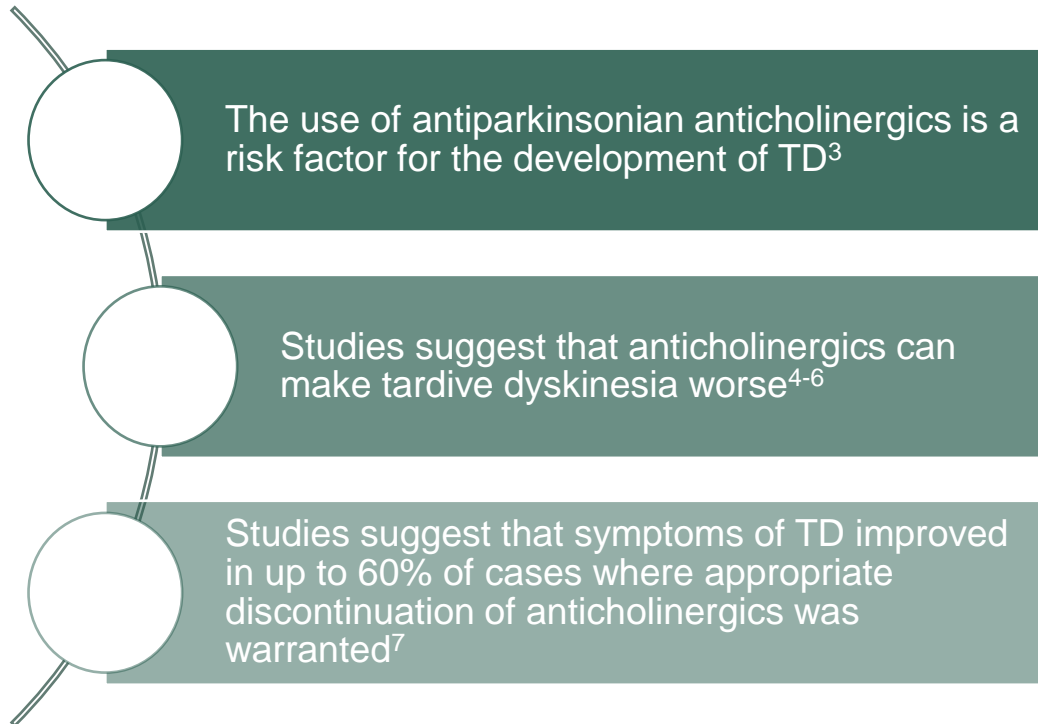 The use of antiparkinsonian anticholinergics is a
risk factor for the development of TD³
Studies suggest that anticholinergics can
make tardive dyskinesia worse⁴⁻⁶
Studies suggest that symptoms of TD improved
in up to 60% of cases where appropriate
discontinuation of anticholinergics was
warranted⁷